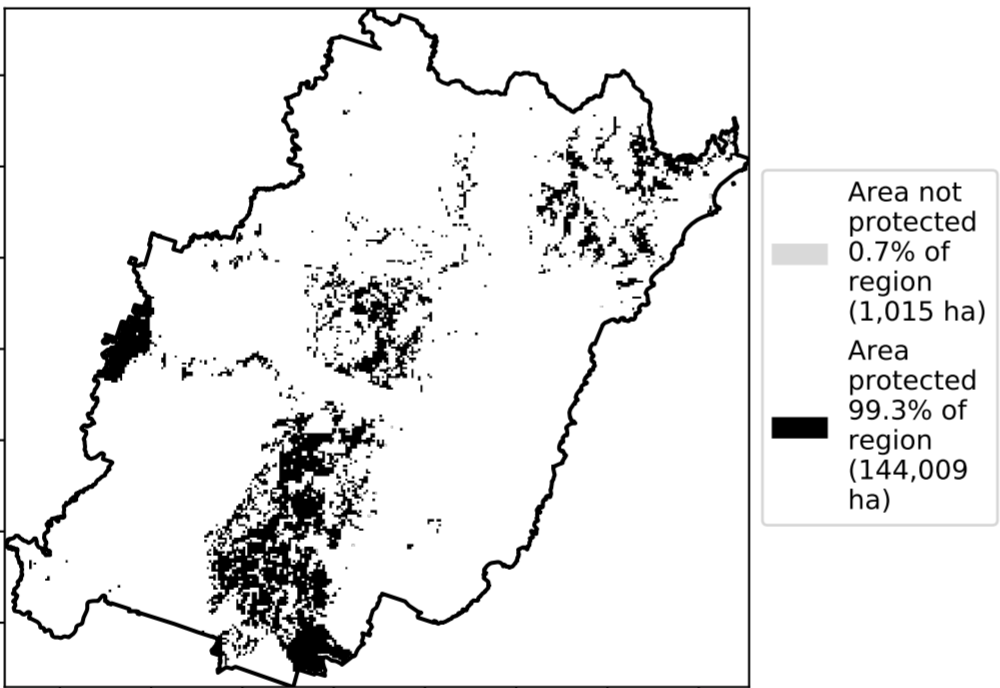 Area not
protected
0.7% of
region
(1,015 ha)
Area
protected
99.3% of
region
(144,009
ha)